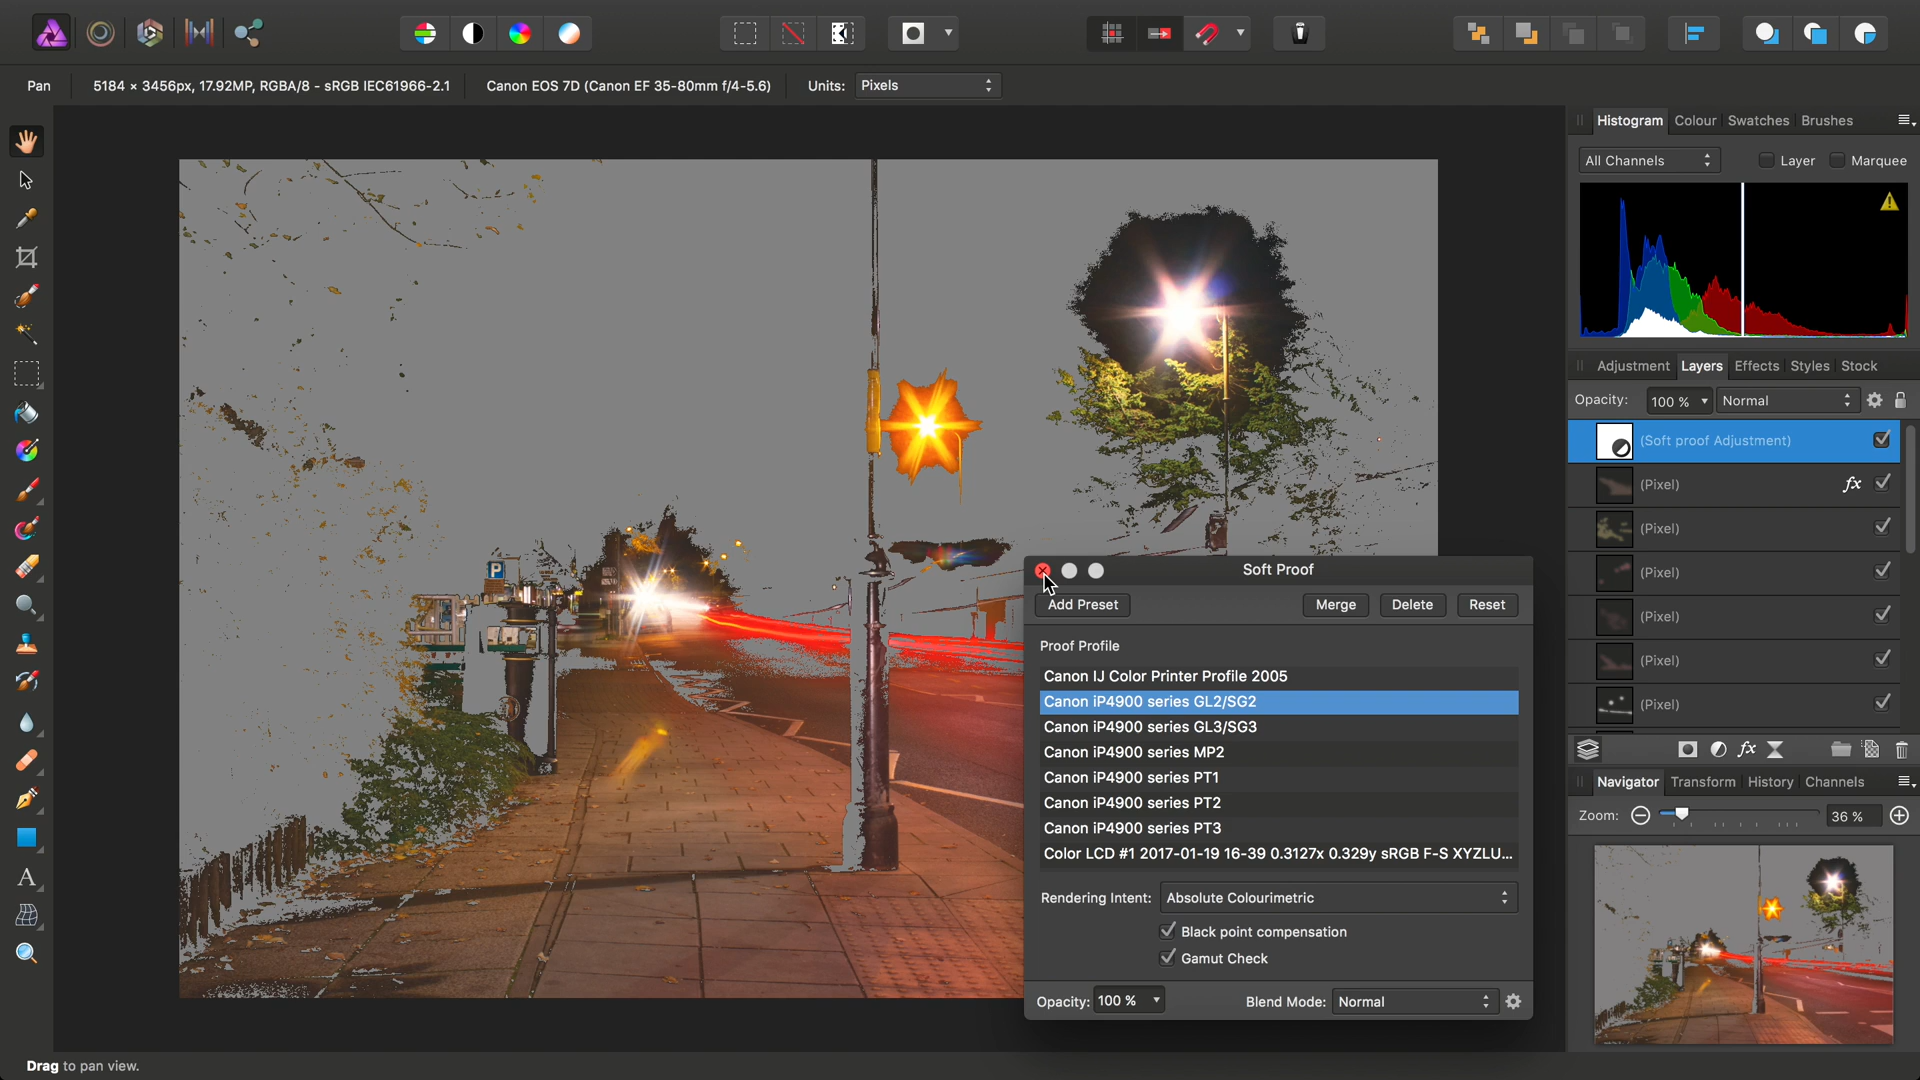 Pan
5184 × 3456px, 17.92MP, RGBA/8 - sRGB IEC61966-2.1
Canon EOS 7D (Canon EF 35-80mm f/4-5.6)
Units: Pixels
Histogram Colour Swatches Brushes
All Channels Layer Marquee
Adjustment Layers Effects Styles Stock
Opacity: 100 % Normal
(Soft proof Adjustment)
(Pixel) fx
(Pixel)
(Pixel)
(Pixel)
(Pixel)
(Pixel)
fx
Navigator Transform History Channels
Zoom: 36 %
P
Soft Proof
Add Preset Merge Delete Reset
Proof Profile
Canon IJ Color Printer Profile 2005
Canon iP4900 series GL2/SG2
Canon iP4900 series GL3/SG3
Canon iP4900 series MP2
Canon iP4900 series PT1
Canon iP4900 series PT2
Canon iP4900 series PT3
Color LCD #1 2017-01-19 16-39 0.3127x 0.329y sRGB F-S XYZLU...
Rendering Intent: Absolute Colourimetric
Black point compensation
Gamut Check
Opacity: 100 % Blend Mode: Normal
A
Drag to pan view.